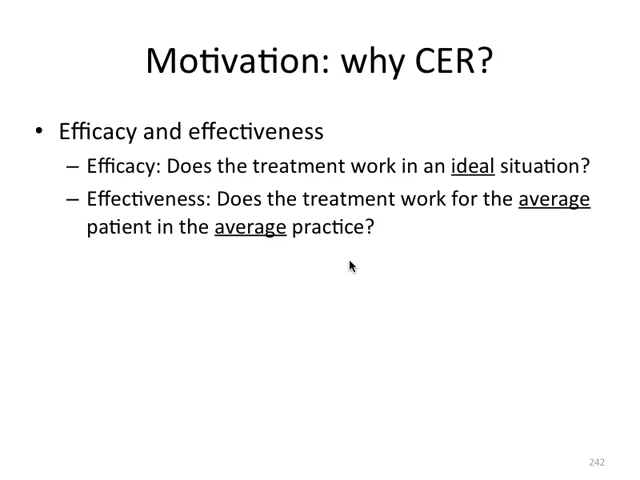 Motivation: why CER?
• Efficacy and effectiveness
– Efficacy: Does the treatment work in an ideal situation?
– Effectiveness: Does the treatment work for the average
patient in the average practice?
242